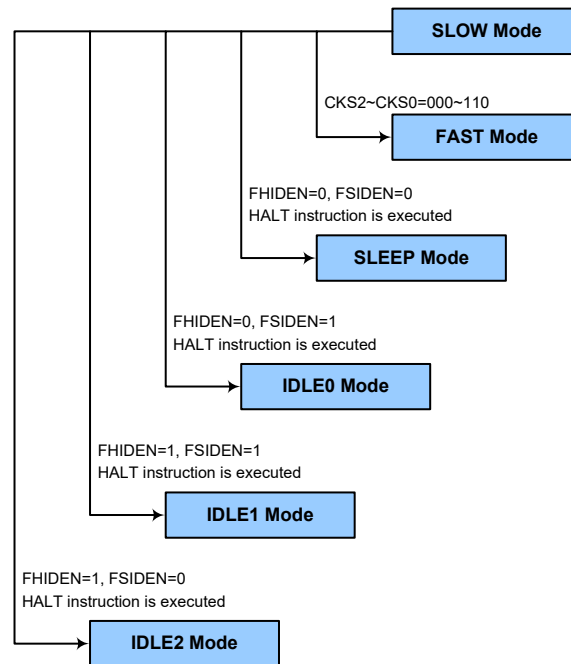 SLOW Mode
CKS2~CKS0=000~110
FAST Mode
FHIDEN=0, FSIDEN=0
HALT instruction is executed
SLEEP Mode
FHIDEN=0, FSIDEN=1
HALT instruction is executed
IDLE0 Mode
FHIDEN=1, FSIDEN=1
HALT instruction is executed
IDLE1 Mode
FHIDEN=1, FSIDEN=0
HALT instruction is executed
IDLE2 Mode